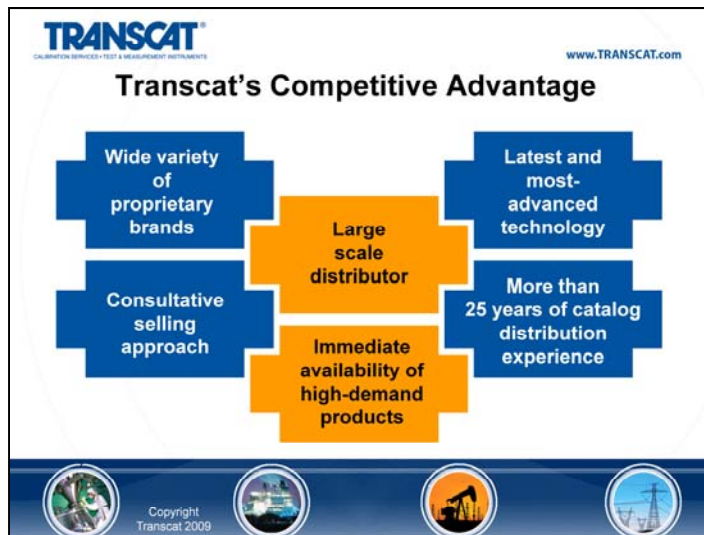 TRANSCAT®
CALIBRATION SERVICES • TEST & MEASUREMENT INSTRUMENTS
www.TRANSCAT.com
Transcat's Competitive Advantage
Wide variety
of
proprietary
brands
Large
scale
distributor
Latest and
most-
advanced
technology
Consultative
selling
approach
Immediate
availability of
high-demand
products
More than
25 years of catalog
distribution
experience
Copyright
Transcat 2009